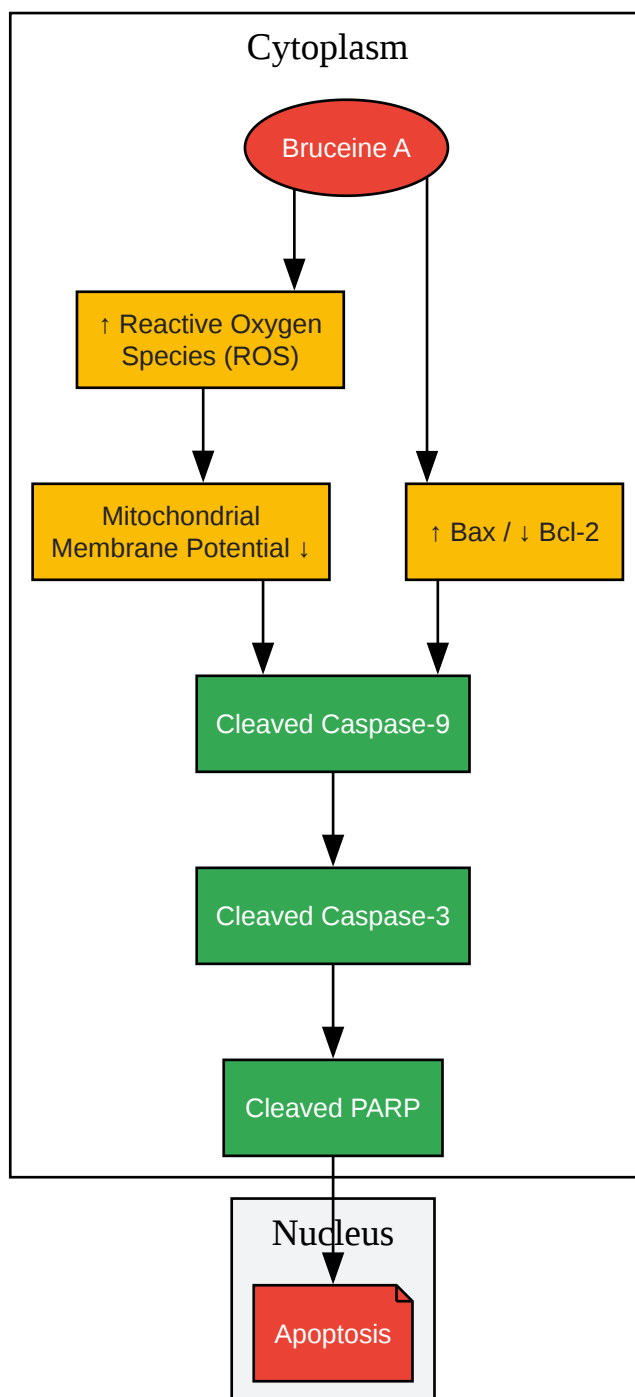 Cytoplasm
Bruceine A
↑ Reactive Oxygen
Species (ROS)
Mitochondrial
Membrane Potential ↓
↑ Bax / ↓ Bcl-2
Cleaved Caspase-9
Cleaved Caspase-3
Cleaved PARP
Nucleus
Apoptosis